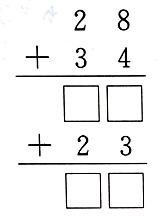 2 8
+ 3 4
□ □
+ 2 3
□ □